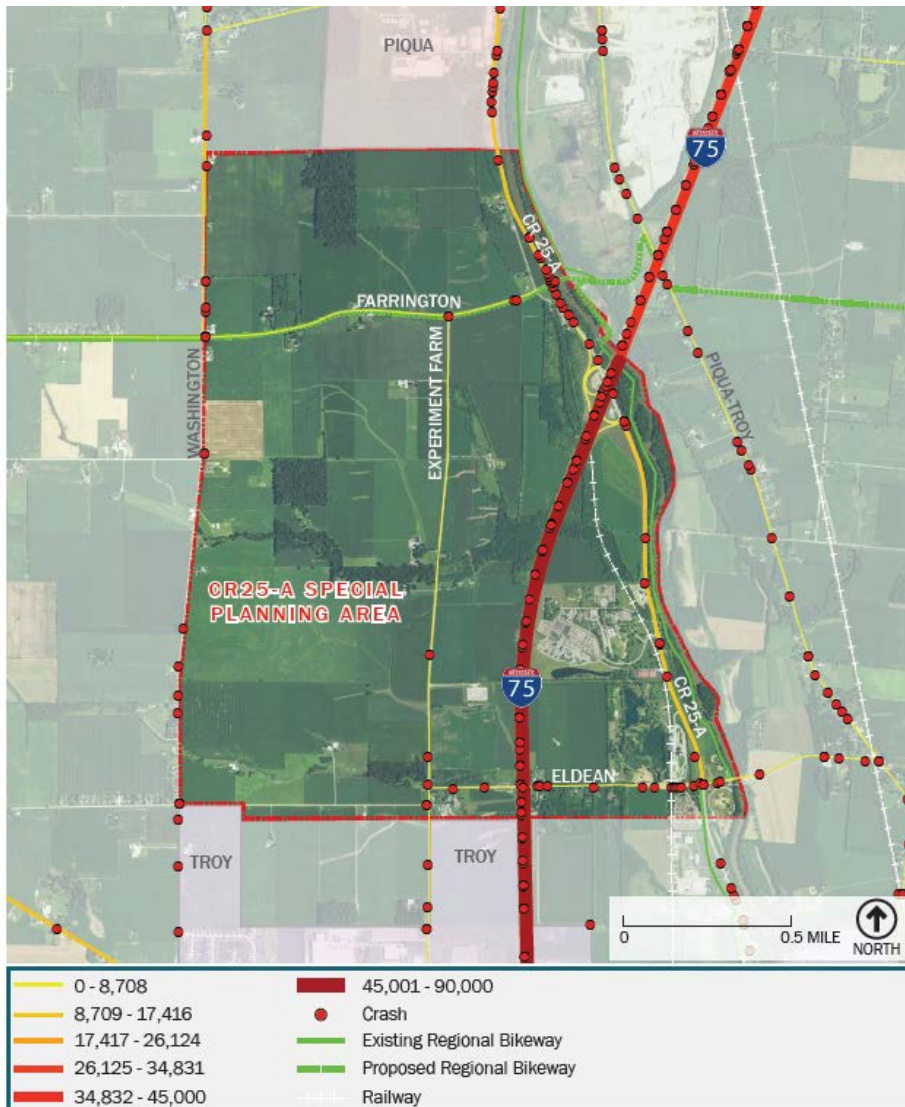 PIQUA
INTERSTATE
75
CR 25-A
FARRINGTON
WASHINGTON
EXPERIMENT FARM
PIQUA-TROY
CR25-A SPECIAL
PLANNING AREA
INTERSTATE
75
CR 25-A
ELDEAN
TROY
TROY
0
0.5 MILE
NORTH
0 - 8,708
8,709 - 17,416
17,417 - 26,124
26,125 - 34,831
34,832 - 45,000
45,001 - 90,000
Crash
Existing Regional Bikeway
Proposed Regional Bikeway
Railway